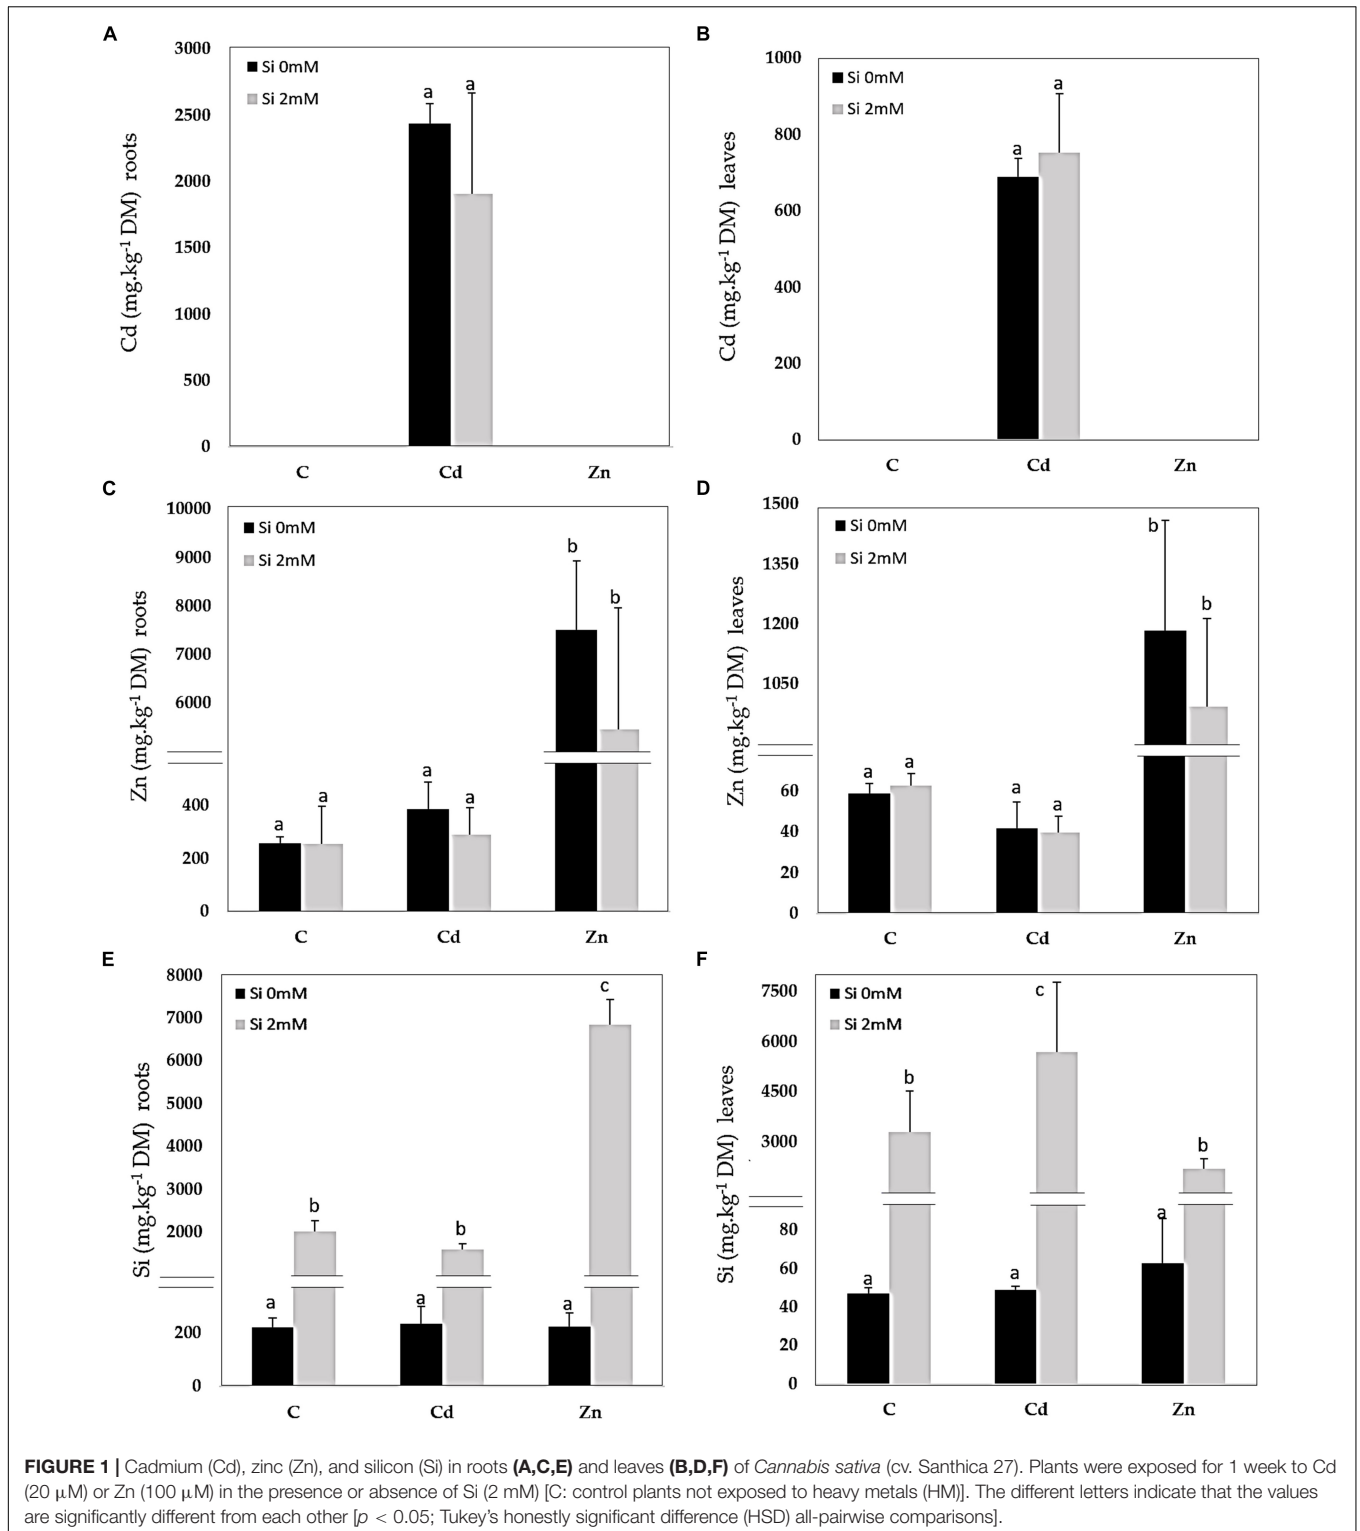 A
3000
2500
2000
1500
1000
500
0
Cd (mg.kg-1 DM) roots
Si 0mM
Si 2mM
a
a
C
Cd
Zn
B
1000
800
600
400
200
0
Cd (mg.kg-1 DM) leaves
Si 0mM
Si 2mM
a
a
C
Cd
Zn
C
10000
9000
8000
7000
6000
400
200
0
Zn (mg.kg-1 DM) roots
Si 0mM
Si 2mM
a
a
a
a
b
b
C
Cd
Zn
D
1500
1350
1200
1050
60
40
20
0
Zn (mg.kg-1 DM) leaves
Si 0mM
Si 2mM
a
a
a
a
b
b
C
Cd
Zn
E
8000
7000
6000
5000
4000
3000
2000
200
0
Si (mg.kg-1 DM) roots
Si 0mM
Si 2mM
a
b
a
b
a
c
C
Cd
Zn
F
7500
6000
4500
3000
80
60
40
20
0
Si (mg.kg-1 DM) leaves
Si 0mM
Si 2mM
a
b
a
c
a
b
C
Cd
Zn
FIGURE 1 | Cadmium (Cd), zinc (Zn), and silicon (Si) in roots (A,C,E) and leaves (B,D,F) of Cannabis sativa (cv. Santhica 27). Plants were exposed for 1 week to Cd
(20 μM) or Zn (100 μM) in the presence or absence of Si (2 mM) [C: control plants not exposed to heavy metals (HM)]. The different letters indicate that the values
are significantly different from each other [p < 0.05; Tukey's honestly significant difference (HSD) all-pairwise comparisons].